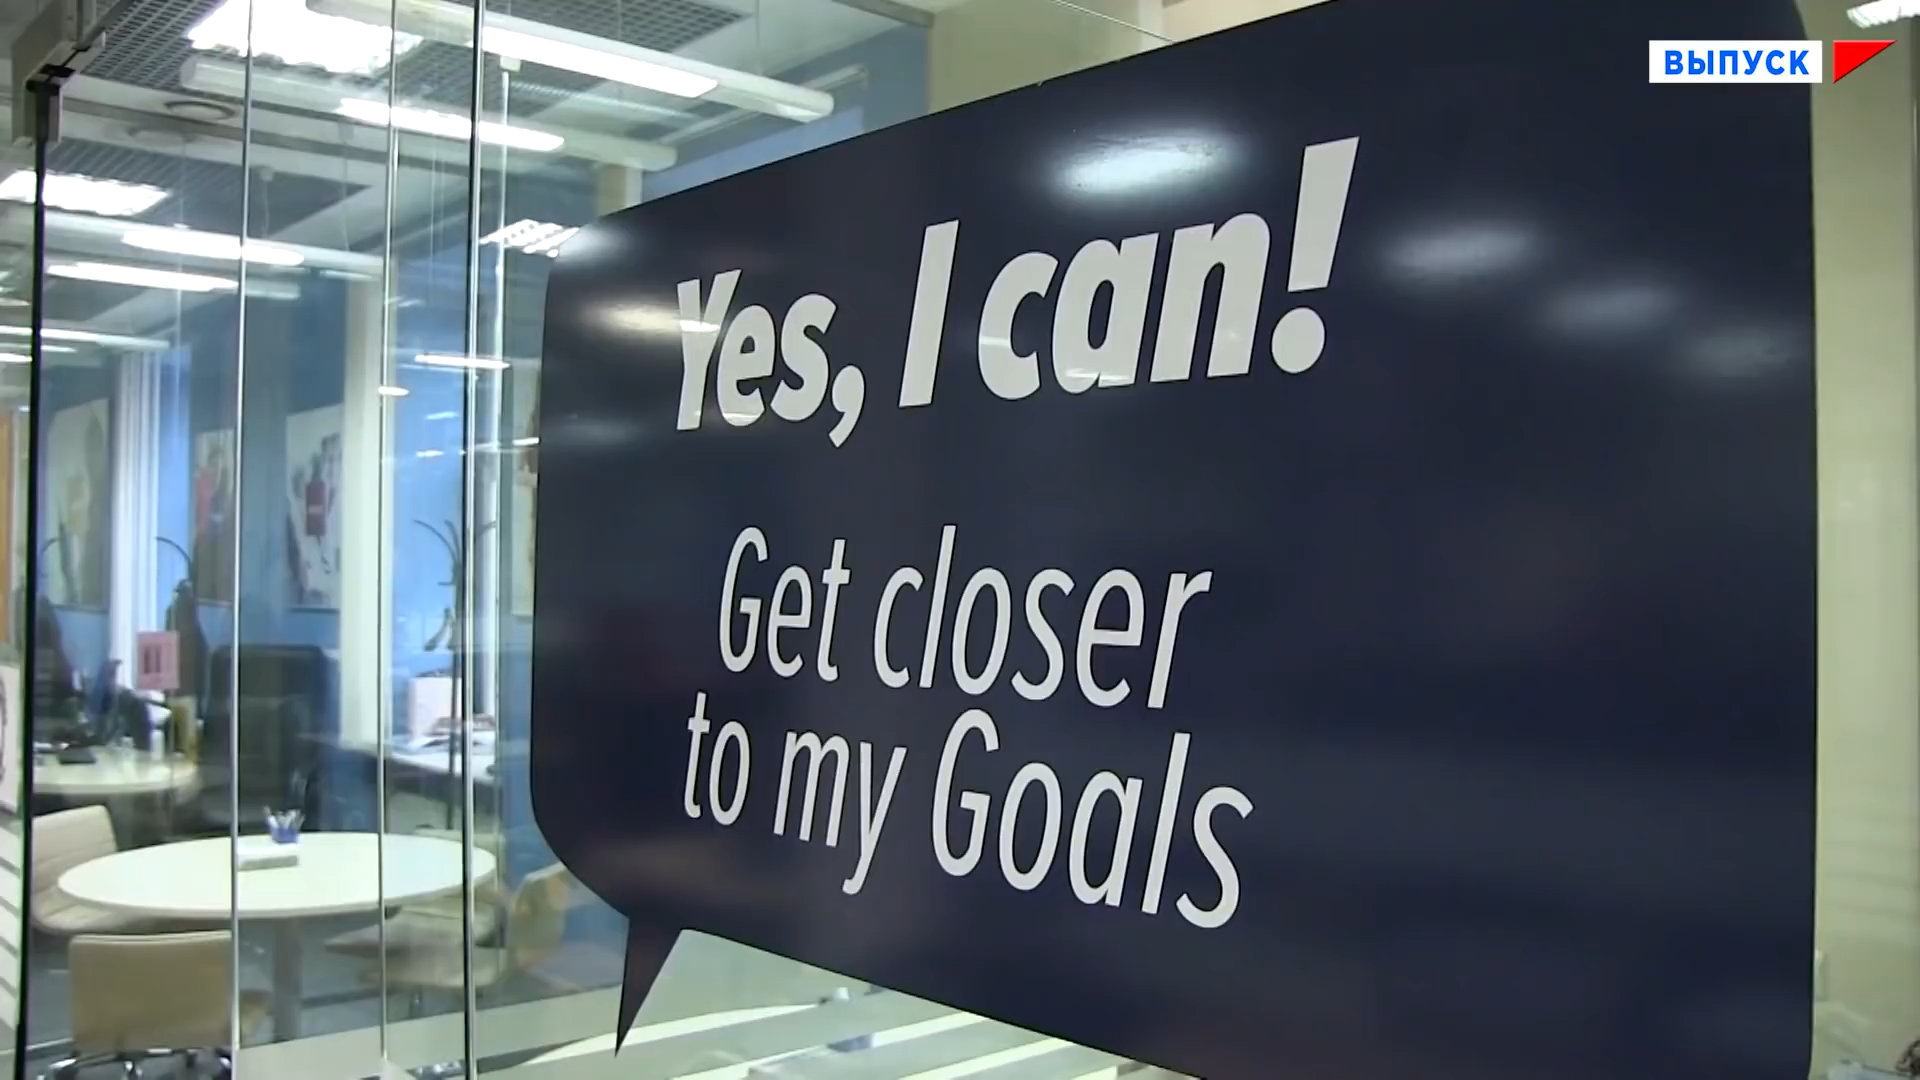 ВЫПУСК
Yes, I can!
Get closer
to my Goals